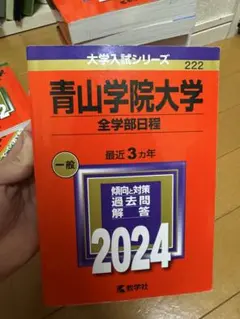 大学入試シリーズ
222
青山学院大学
全学部日程
最近3カ年
一般
傾向と対策
過去問
解答
2024
教学社
2